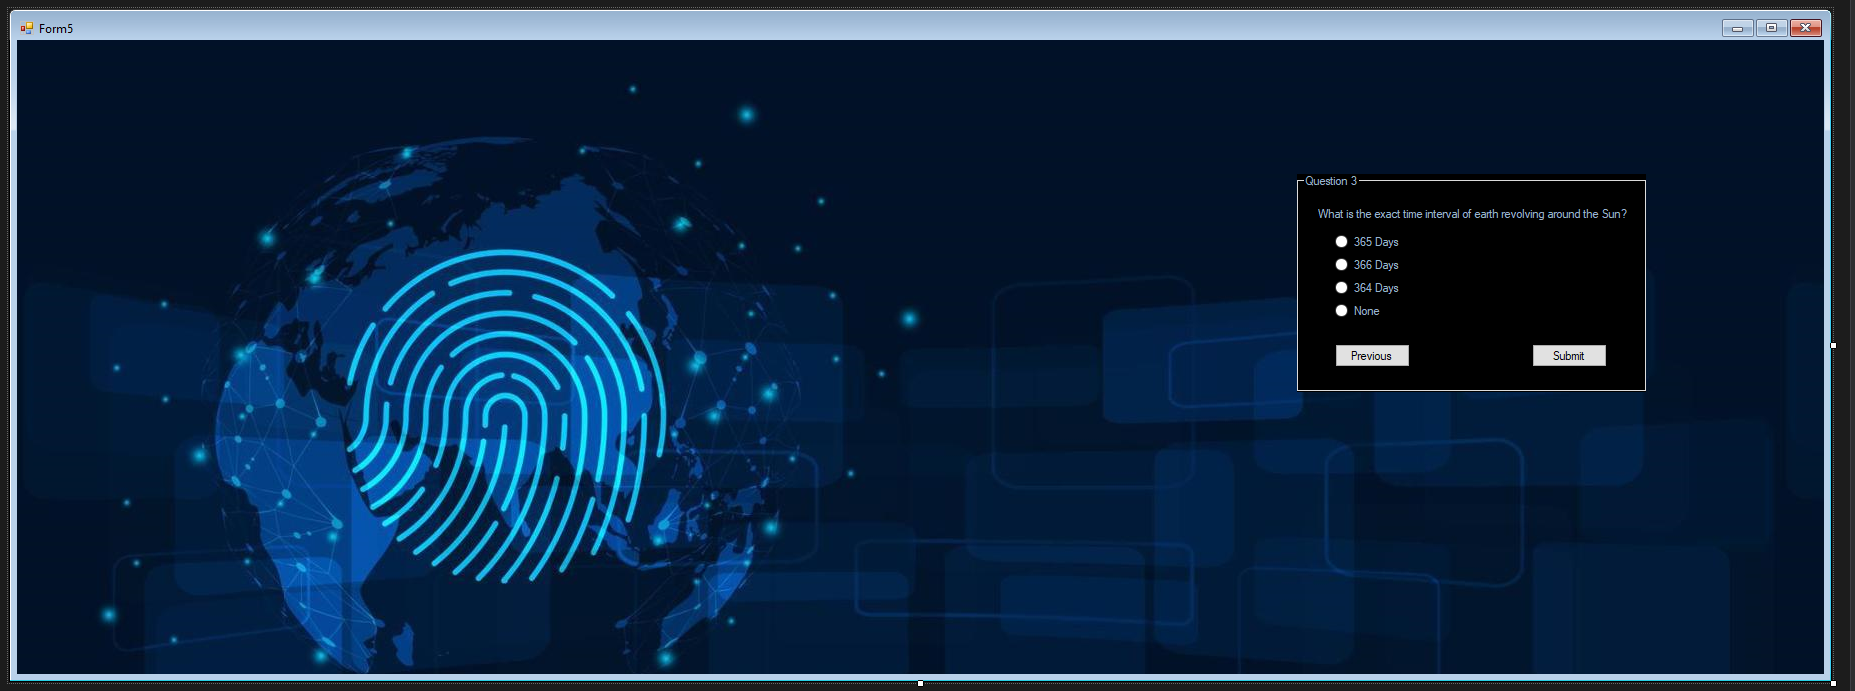 Form5
Question 3
What is the exact time interval of earth revolving around the Sun?
365 Days
366 Days
364 Days
None
Previous Submit